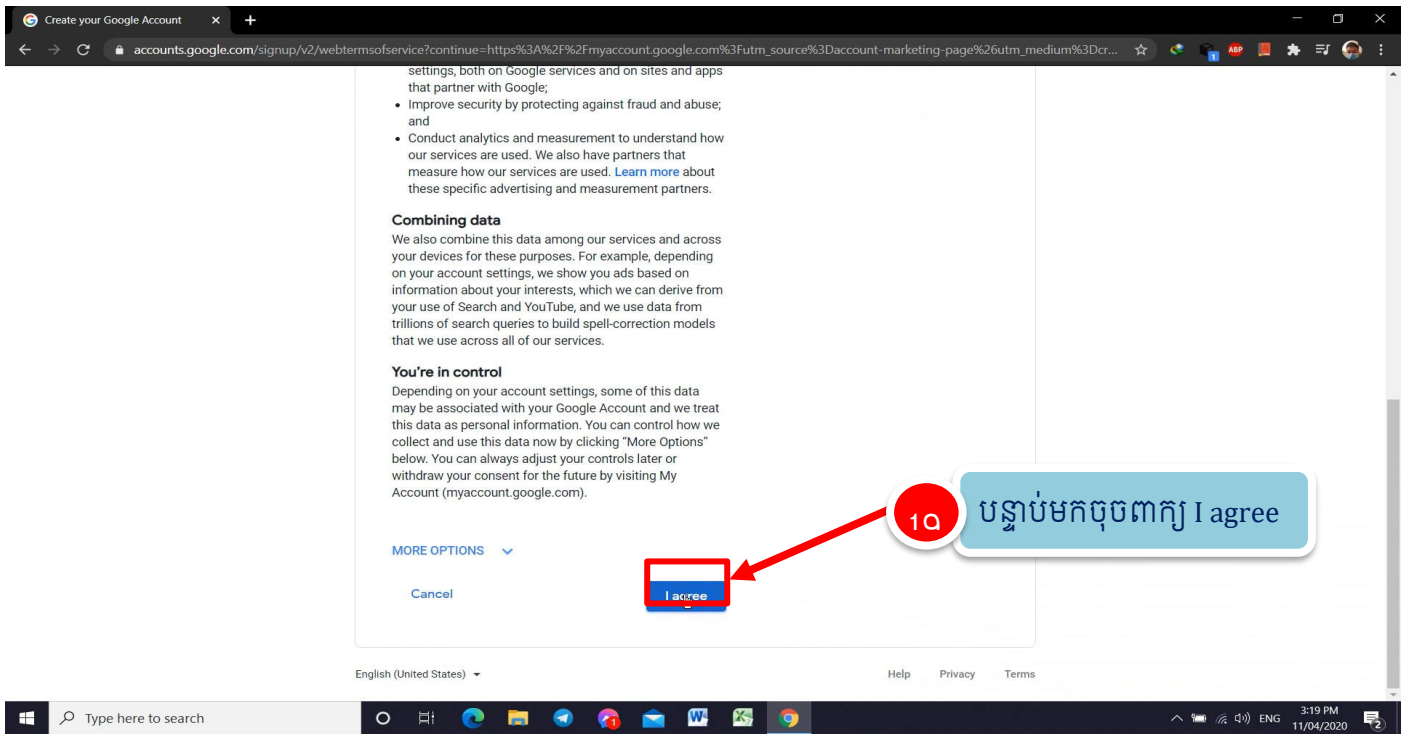 Create your Google Account
accounts.google.com/signup/v2/webtermsofservice?continue=https%3A%2F%2Fmyaccount.google.com%3Futm_source%3Daccount-marketing-page%26utm_medium%3Dcr...
settings, both on Google services and on sites and apps
that partner with Google;
• Improve security by protecting against fraud and abuse;
and
• Conduct analytics and measurement to understand how
our services are used. We also have partners that
measure how our services are used. Learn more about
these specific advertising and measurement partners.
Combining data
We also combine this data among our services and across
your devices for these purposes. For example, depending
on your account settings, we show you ads based on
information about your interests, which we can derive from
your use of Search and YouTube, and we use data from
trillions of search queries to build spell-correction models
that we use across all of our services.
You're in control
Depending on your account settings, some of this data
may be associated with your Google Account and we treat
this data as personal information. You can control how we
collect and use this data now by clicking “More Options”
below. You can always adjust your controls later or
withdraw your consent for the future by visiting My
Account (myaccount.google.com).
បន្ទាប់មកចុចពាក្យ I agree
MORE OPTIONS
Cancel
I agree
English (United States)
Help Privacy Terms
Type here to search
ENG
3:19 PM
11/04/2020